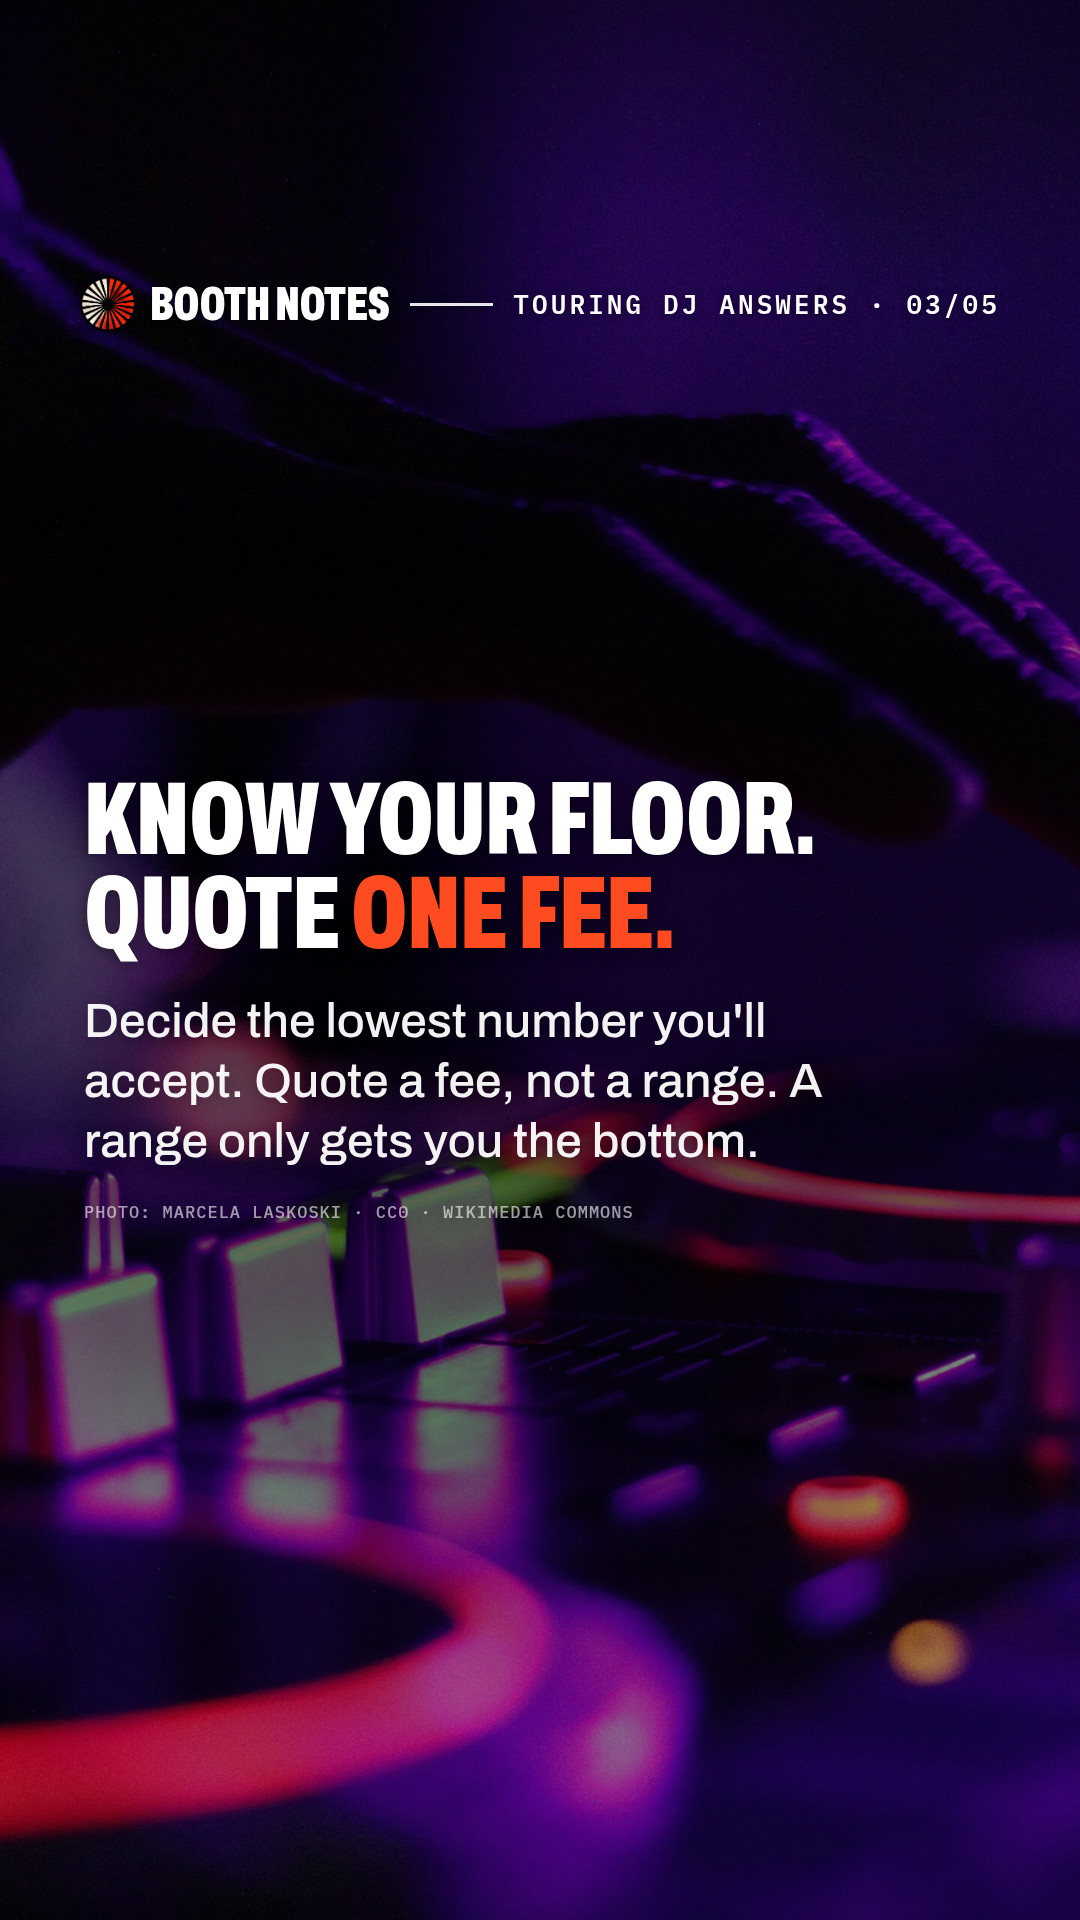 BOOTH NOTES TOURING DJ ANSWERS · 03/05
KNOW YOUR FLOOR.
QUOTE ONE FEE.
Decide the lowest number you'll
accept. Quote a fee, not a range. A
range only gets you the bottom.
PHOTO: MARCELA LASKOSKI · CC0 · WIKIMEDIA COMMONS